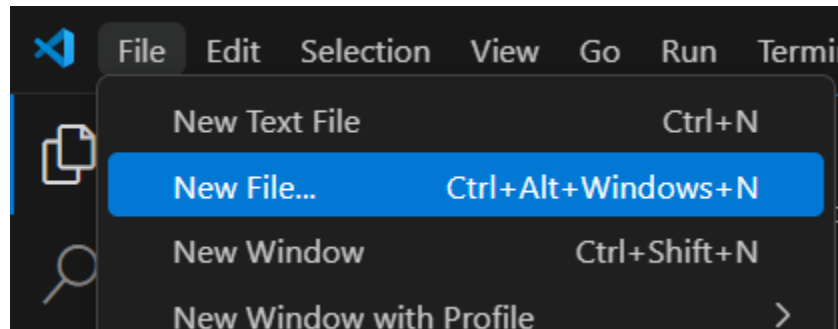 File Edit Selection View Go Run Termi
New Text File Ctrl+N
New File... Ctrl+Alt+Windows+N
New Window Ctrl+Shift+N
New Window with Profile